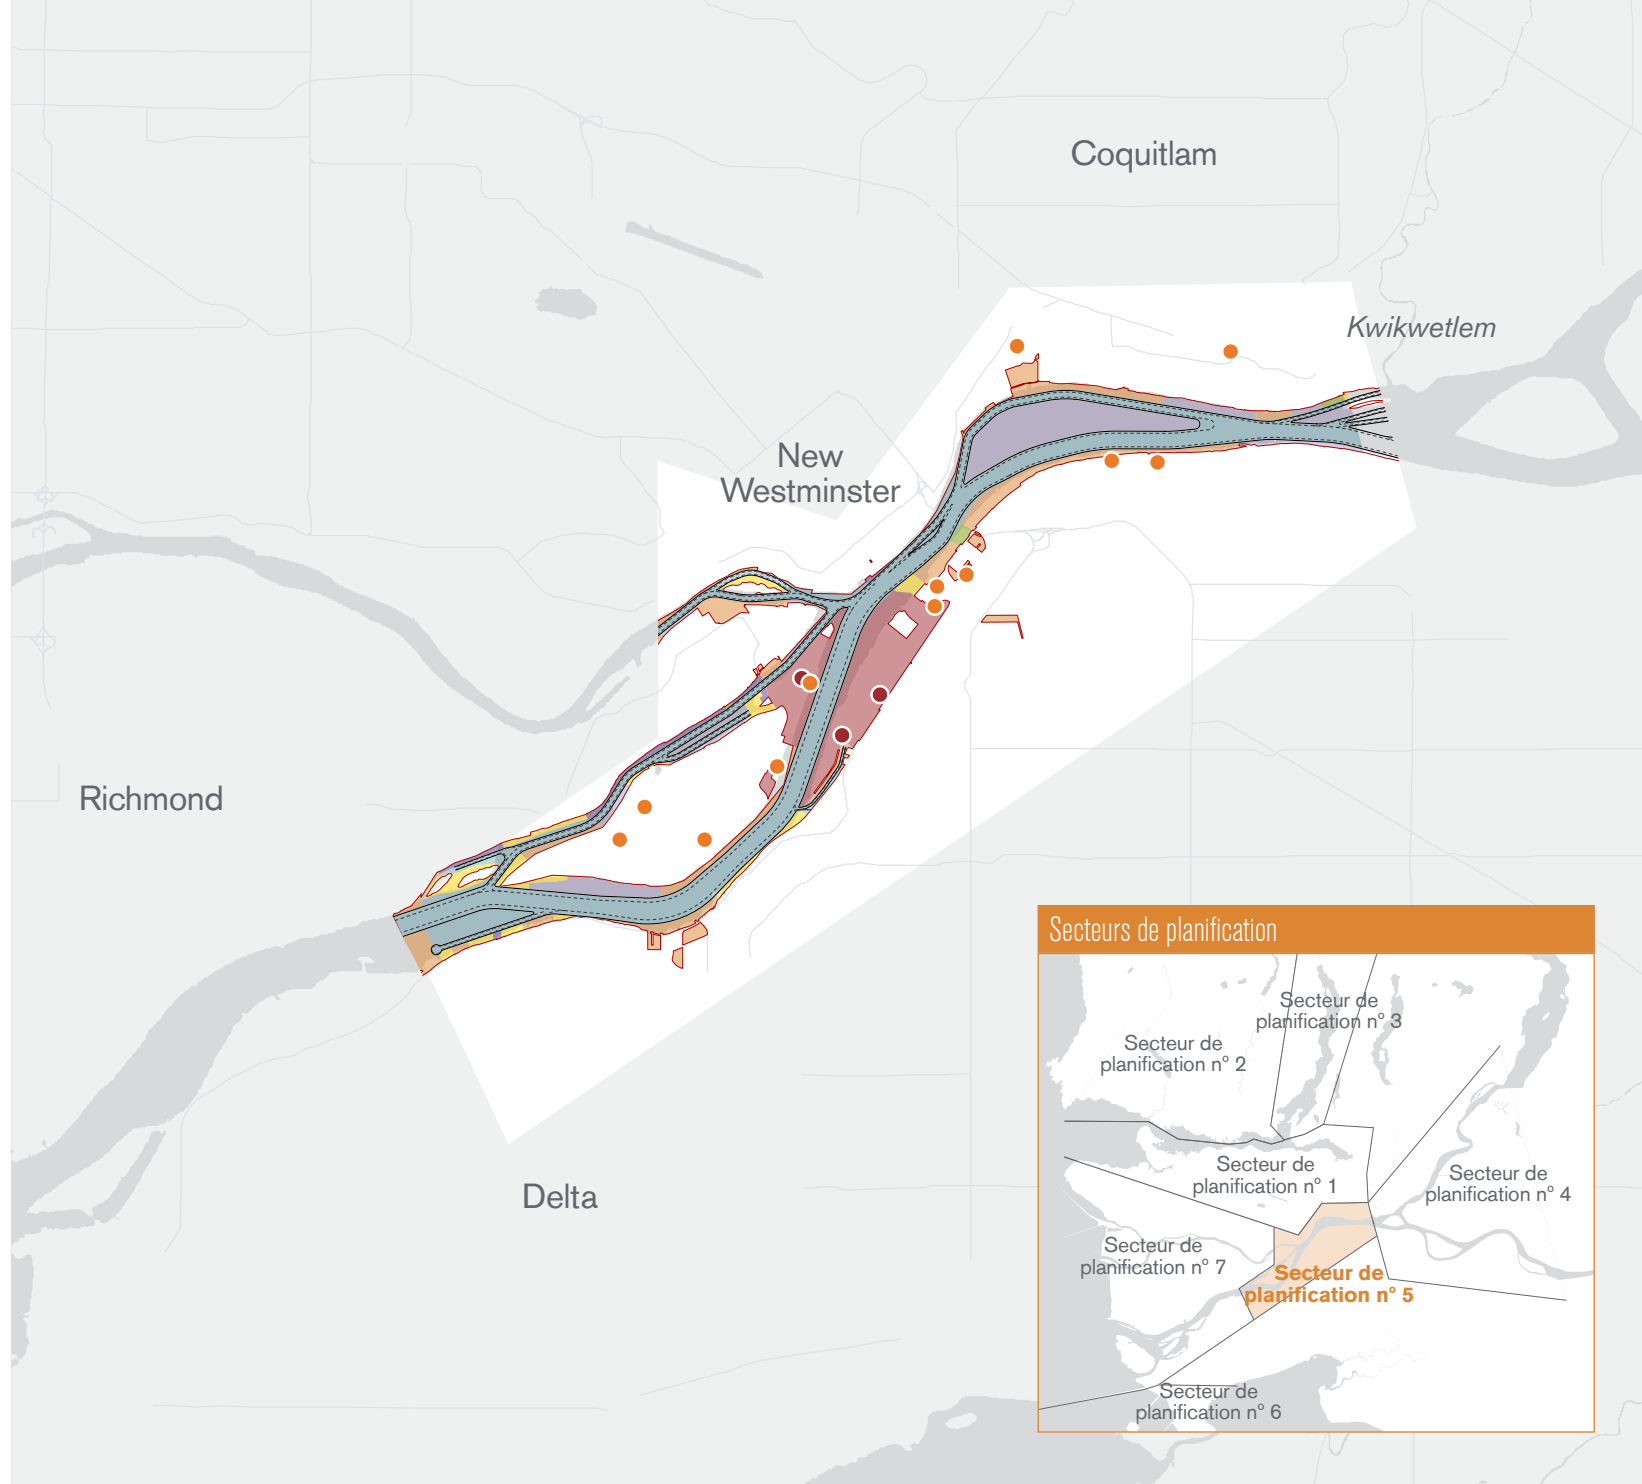 Coquitlam
Kwikwetlem
New
Westminster
Richmond
Delta
Secteurs de planification
Secteur de
planification n° 3
Secteur de
planification n° 2
Secteur de
planification n° 1
Secteur de
planification n° 4
Secteur de
planification n° 7
Secteur de
planification n° 5
Secteur de
planification n° 6